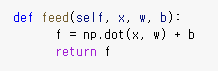 def feed(self, x, w, b):
    f = np.dot(x, w) + b
    return f